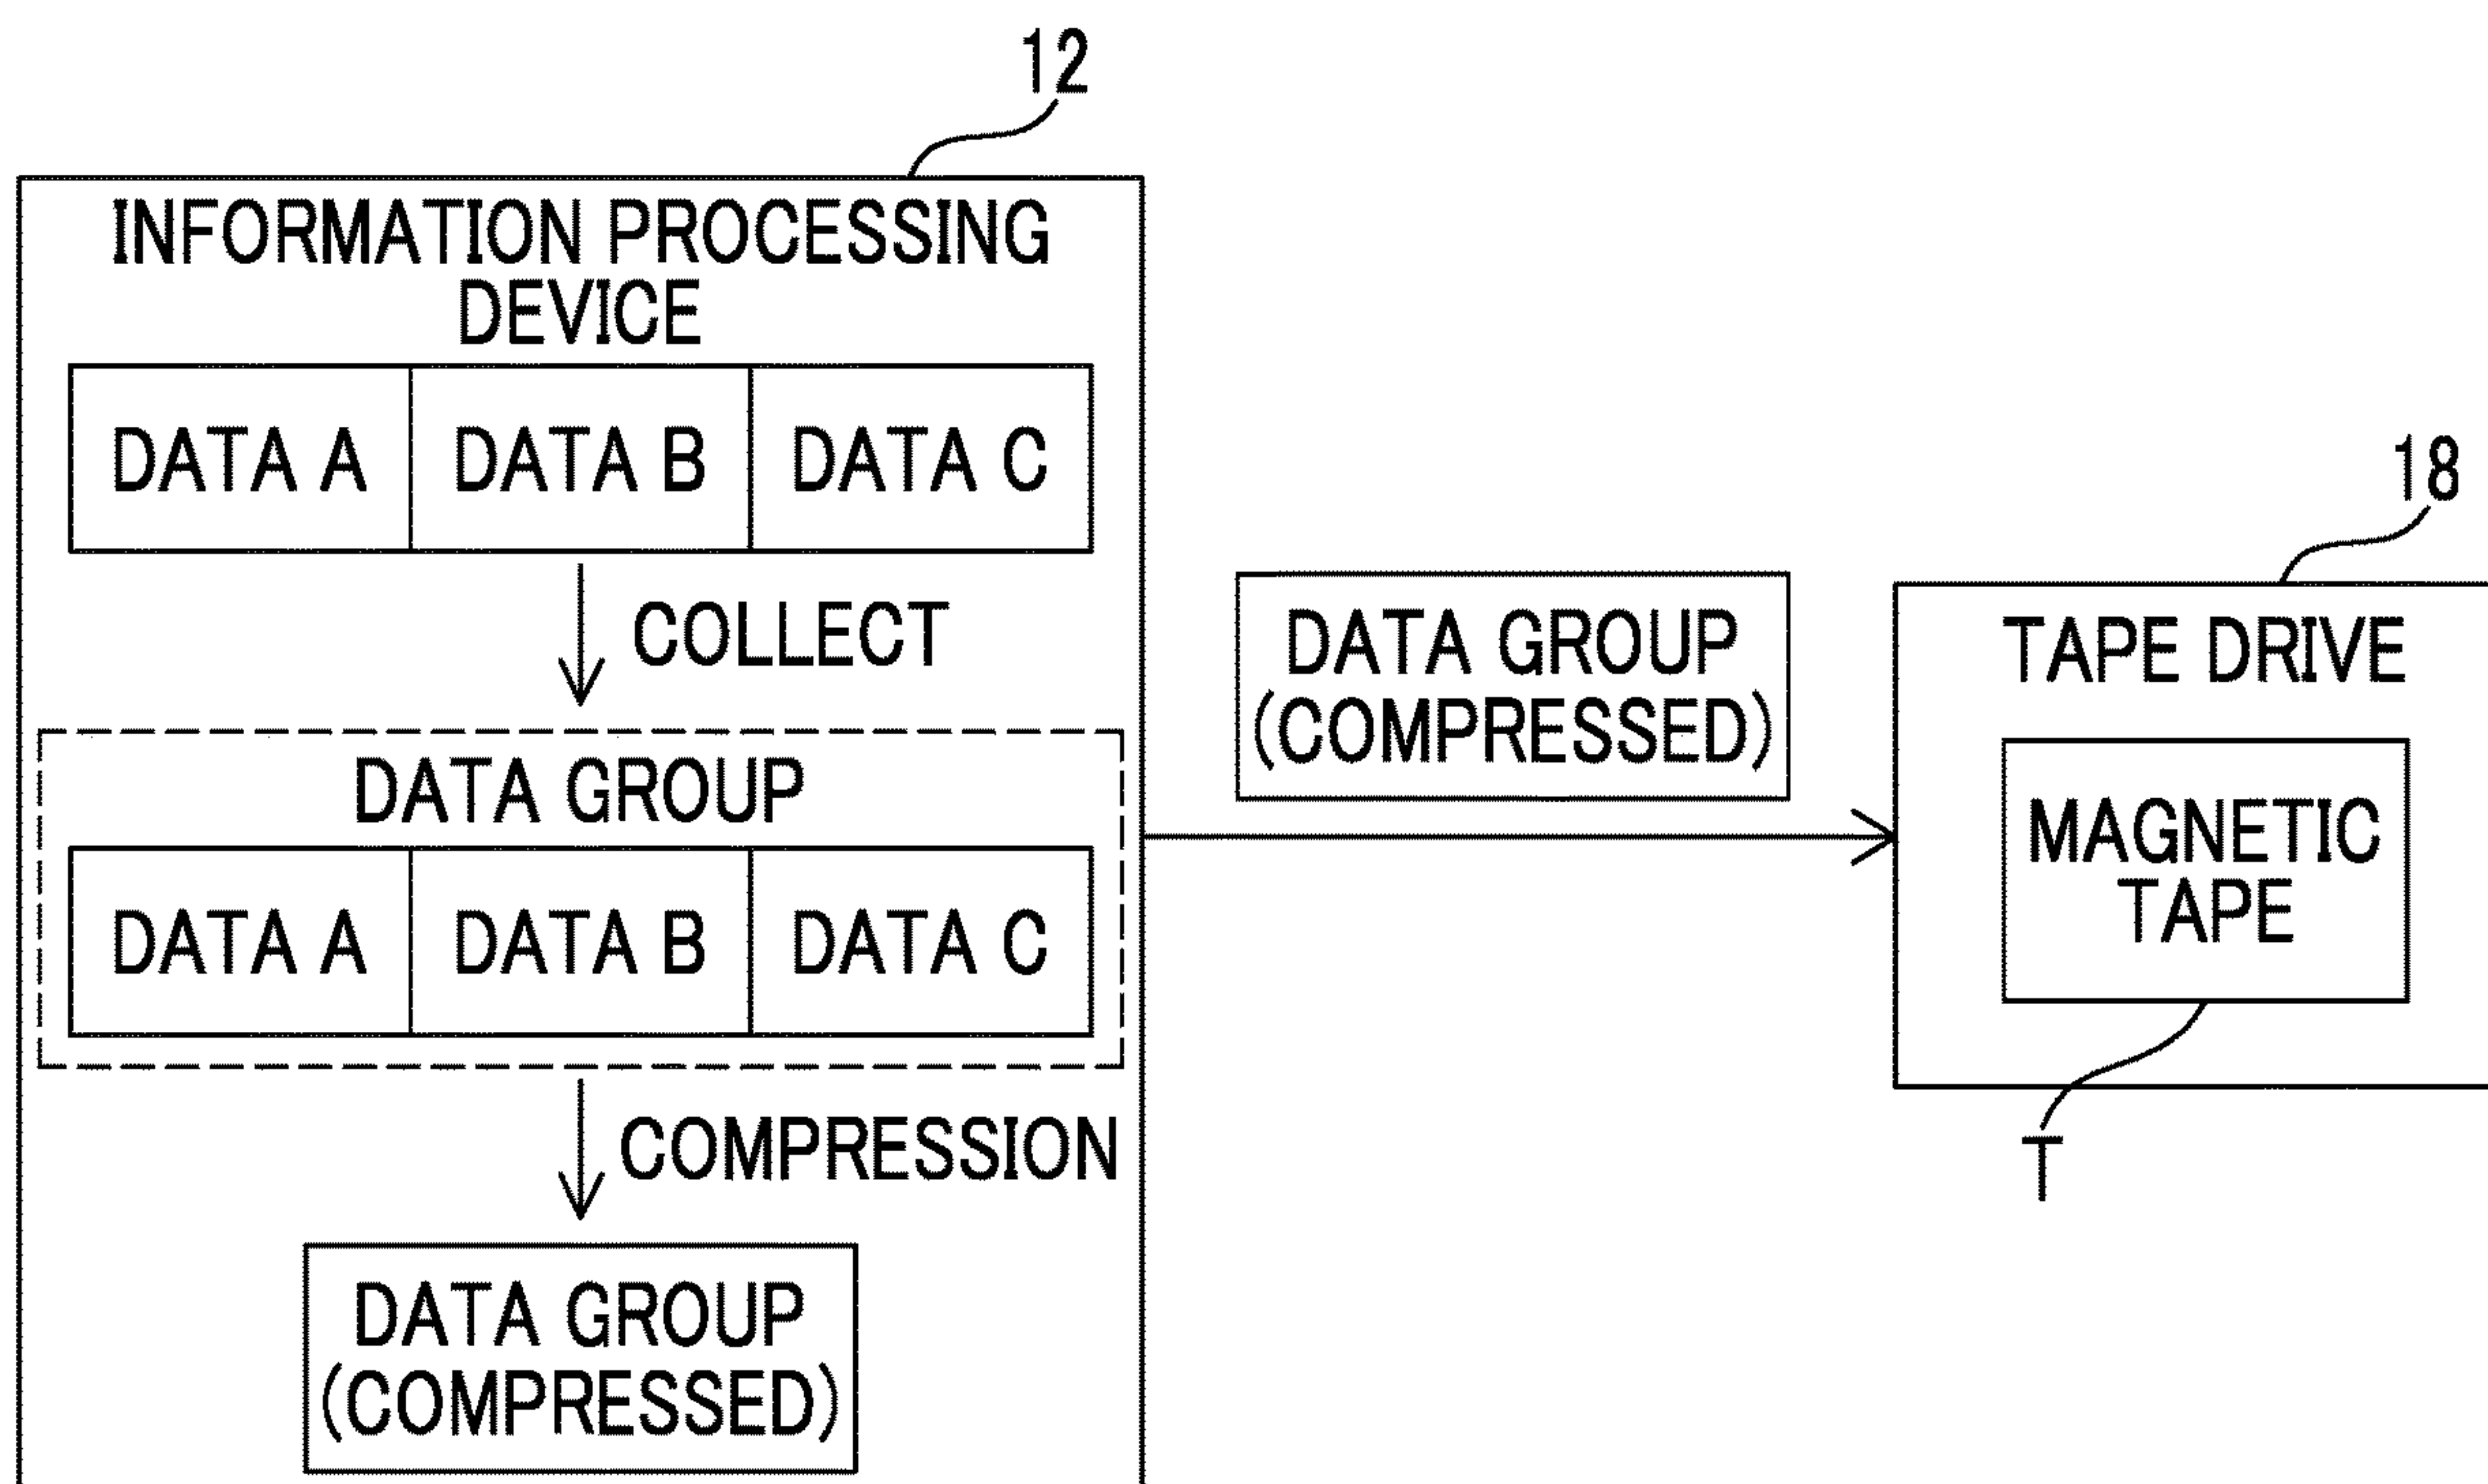 12
INFORMATION PROCESSING
DEVICE
DATA A DATA B DATA C
COLLECT
DATA GROUP
DATA A DATA B DATA C
COMPRESSION
DATA GROUP
(COMPRESSED)
DATA GROUP
(COMPRESSED)
18
TAPE DRIVE
MAGNETIC
TAPE
T